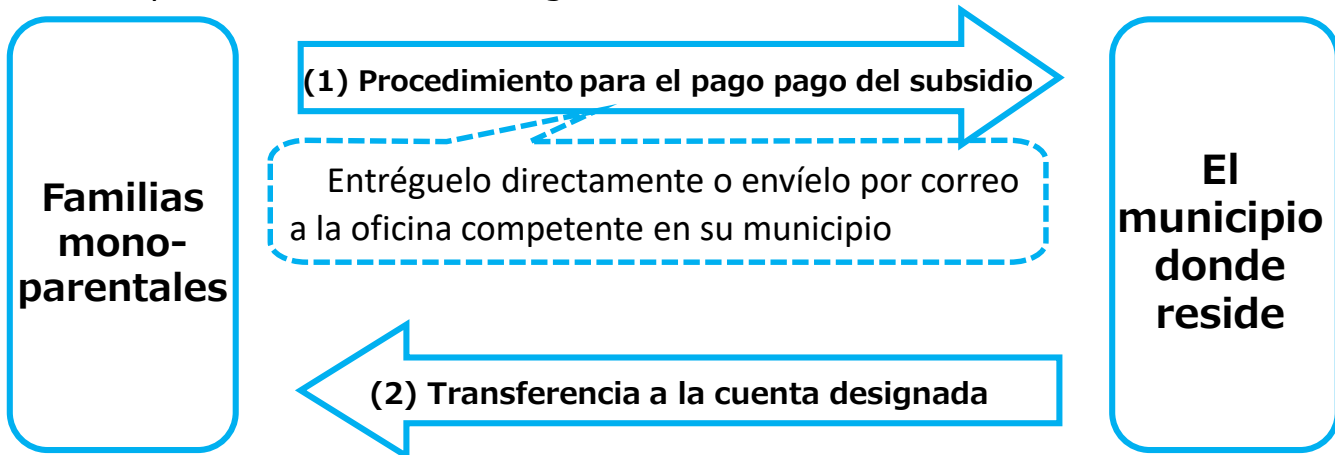 (1) Procedimiento para el pago pago del subsidio
Familias
mono-
parentales
Entréguelo directamente o envíelo por correo
a la oficina competente en su municipio
El
municipio
donde
reside
(2) Transferencia a la cuenta designada